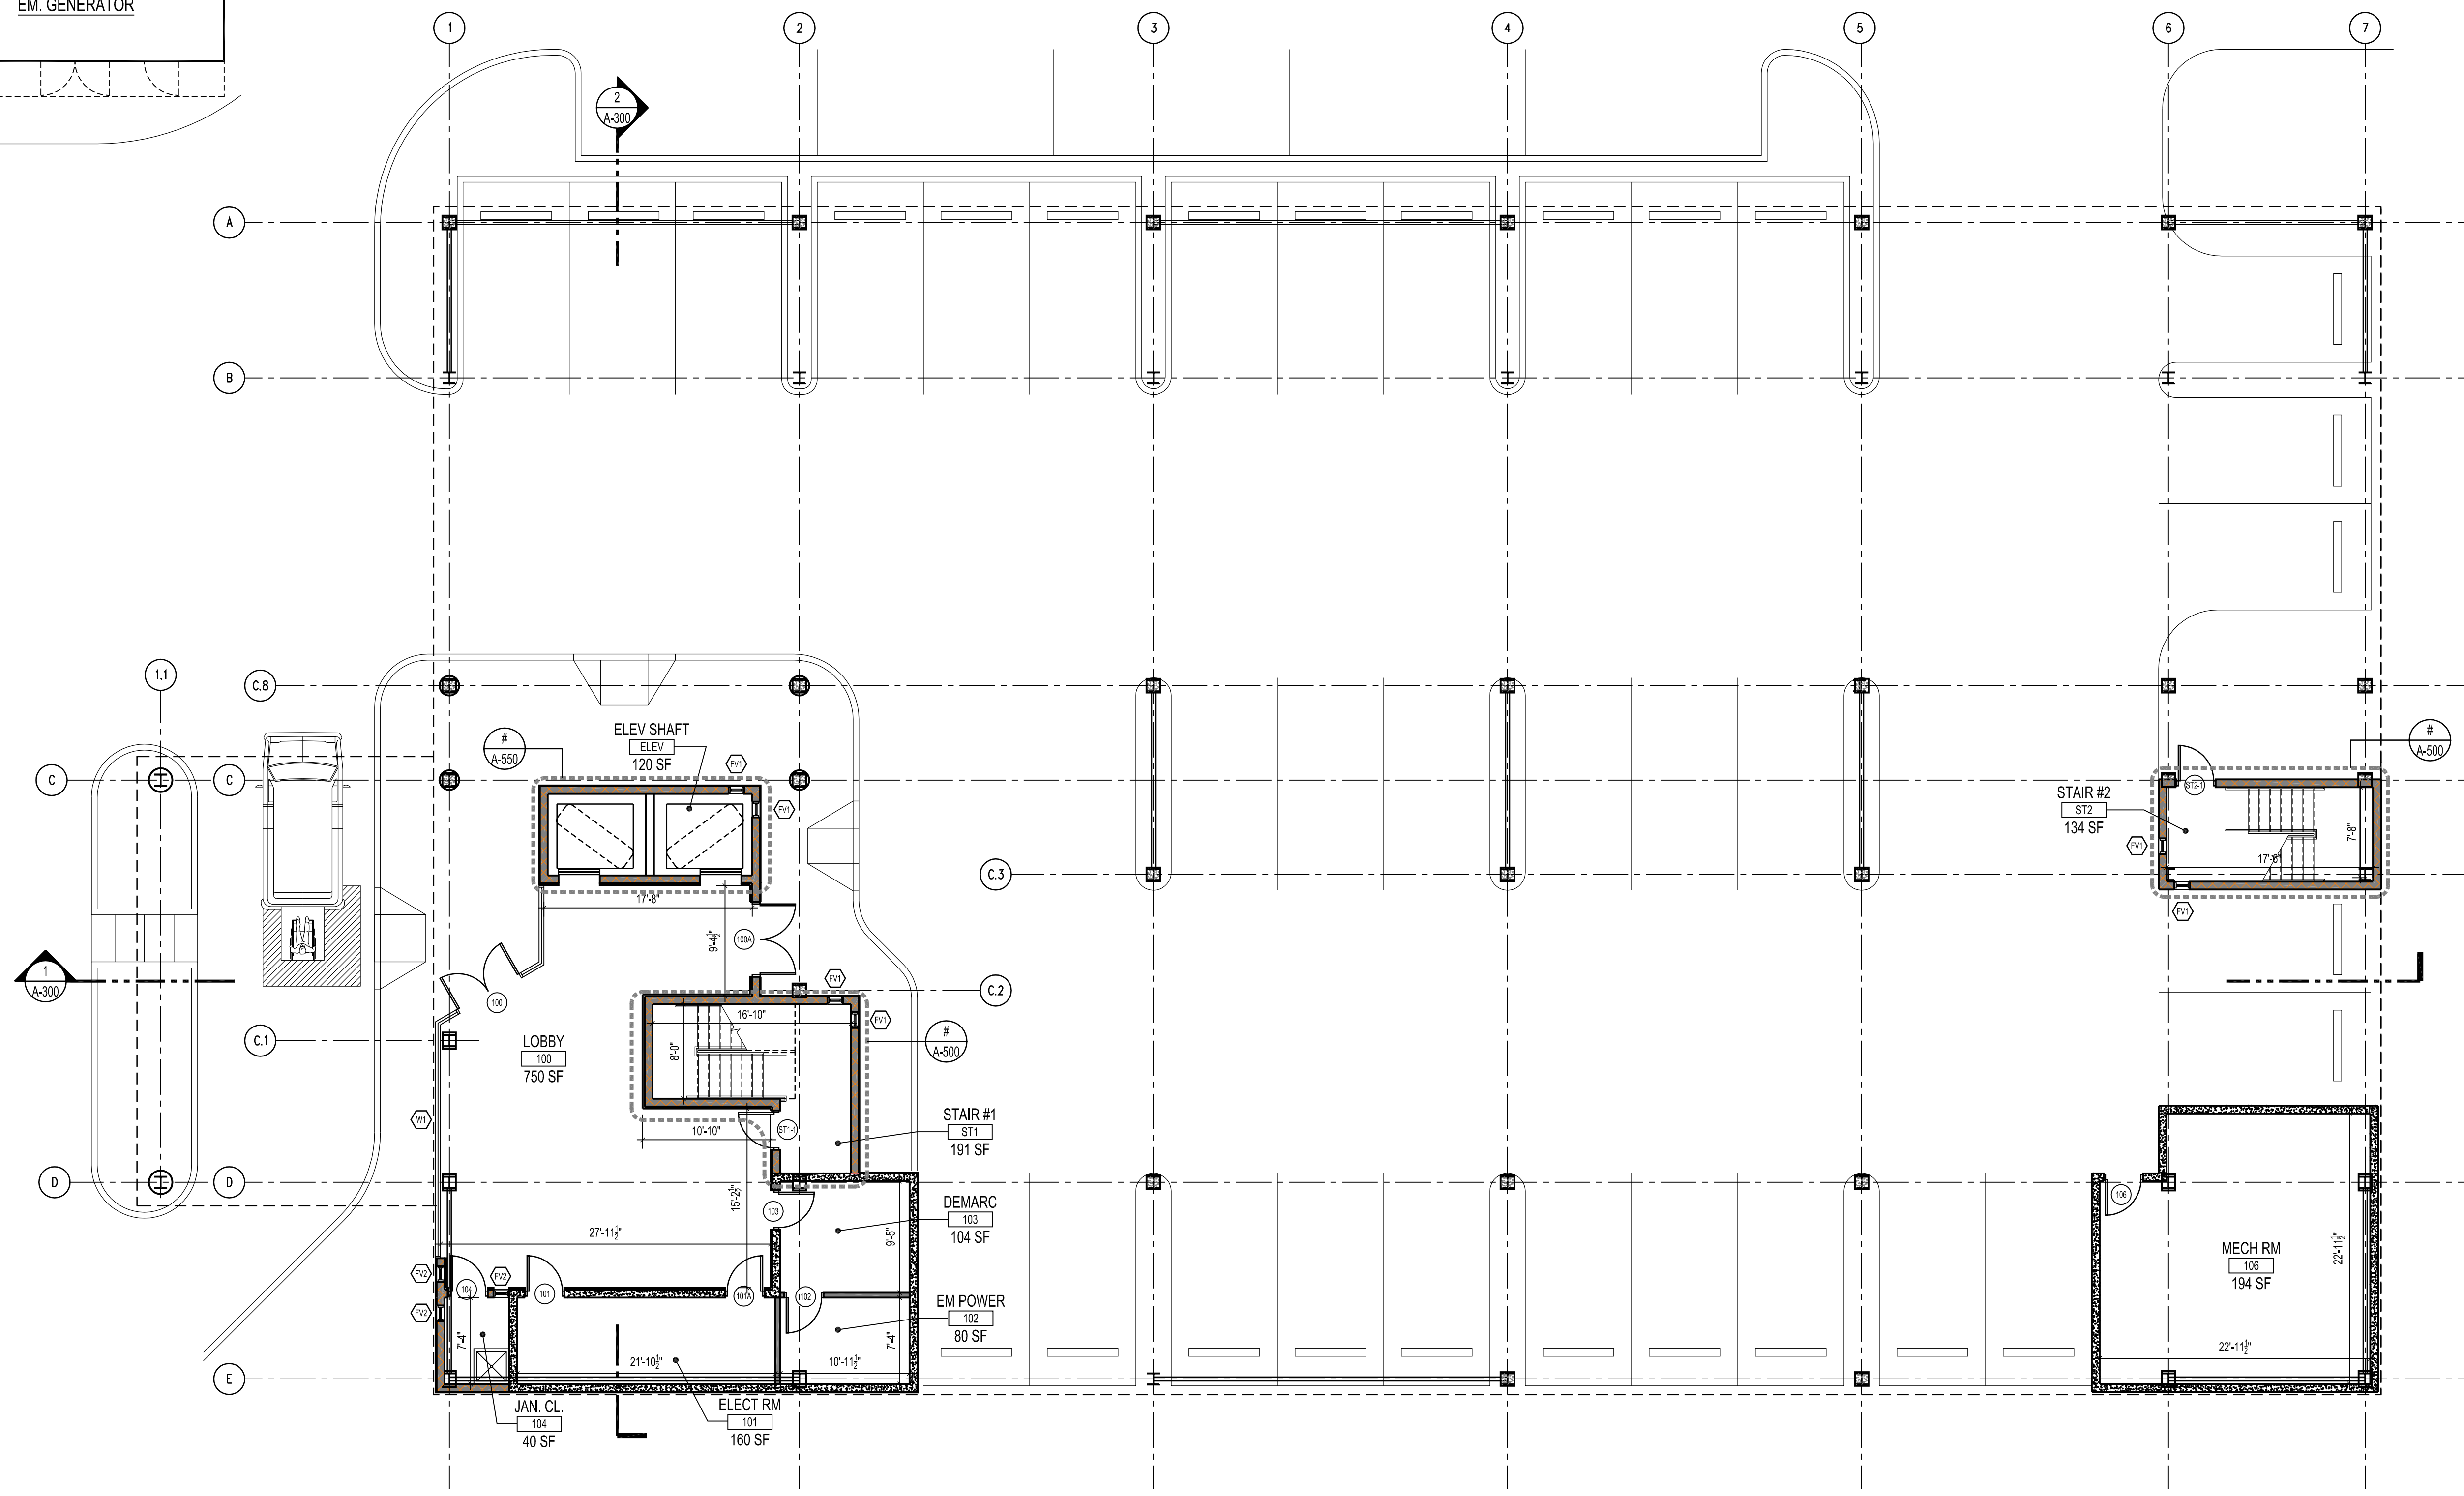 EM. GENERATOR
1
2
3
4
5
6
7
2
A-300
A
B
1.1
C.8
ELEV SHAFT
ELEV
120 SF
#
A-550
FV1
FV1
C
C
#
A-500
STAIR #2
ST2
134 SF
ST2-1
7'-8"
17'-8"
FV1
FV1
C.3
17'-8"
9'-4½"
100A
1
A-300
100
FV1
C.2
16'-10"
FV1
8'-0"
#
A-500
C.1
LOBBY
100
750 SF
W1
10'-10"
ST1-1
STAIR #1
ST1
191 SF
D
D
15'-2½"
103
DEMARC
103
104 SF
9'-5"
27'-11½"
106
MECH RM
106
194 SF
22'-11½"
22'-11½"
FV2
FV2
FV2
104
101
101A
102
EM POWER
102
80 SF
7'-4"
21'-10½"
10'-11½"
7'-4"
E
JAN. CL.
104
40 SF
ELECT RM
101
160 SF